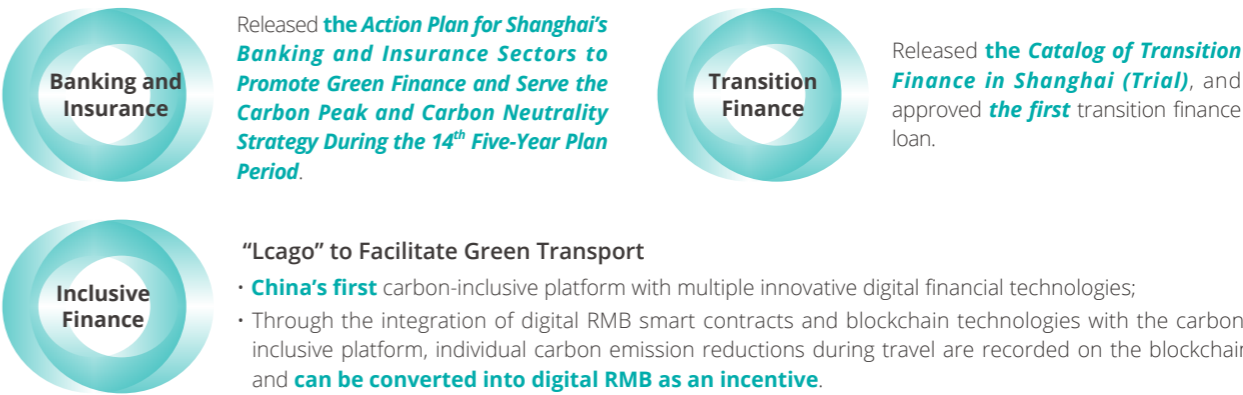 Banking and
Insurance
Released the Action Plan for Shanghai’s
Banking and Insurance Sectors to
Promote Green Finance and Serve the
Carbon Peak and Carbon Neutrality
Strategy During the 14th Five-Year Plan
Period.
Transition
Finance
Released the Catalog of Transition
Finance in Shanghai (Trial), and
approved the first transition finance
loan.
Inclusive
Finance
“Lcago” to Facilitate Green Transport
· China’s first carbon-inclusive platform with multiple innovative digital financial technologies;
· Through the integration of digital RMB smart contracts and blockchain technologies with the carbon
inclusive platform, individual carbon emission reductions during travel are recorded on the blockchain
and can be converted into digital RMB as an incentive.